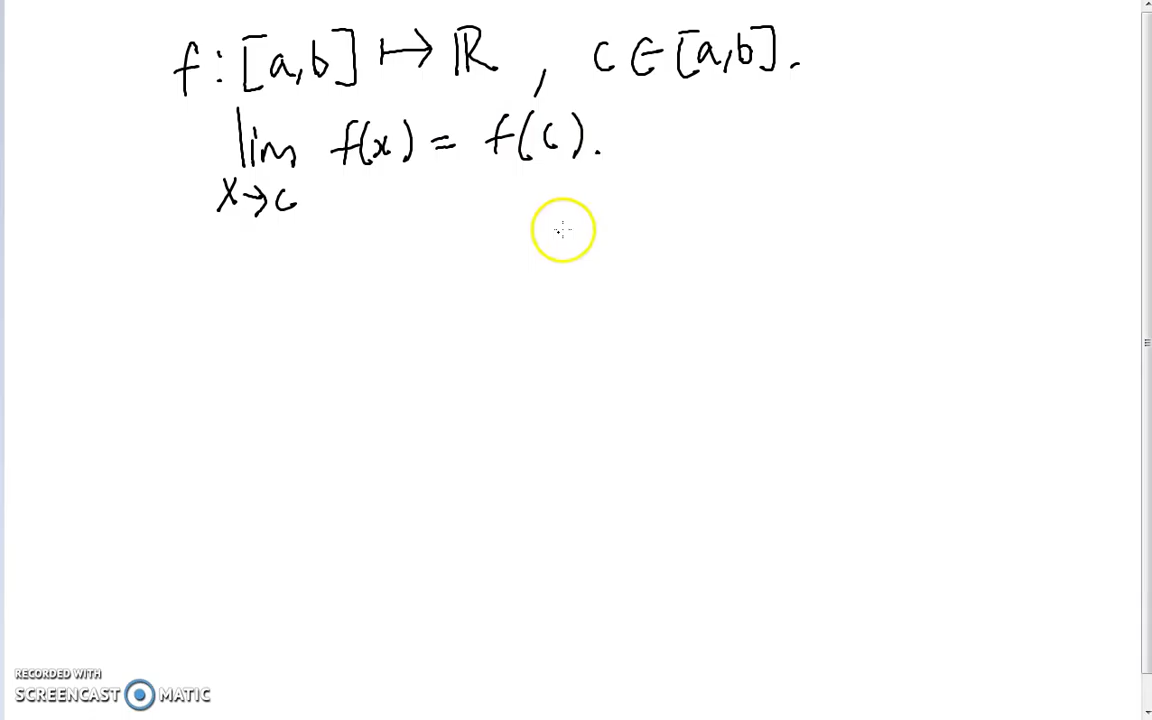 f : [a,b] ↦ ℝ , c ∈ [a,b].
lim f(x) = f(c).
x→c
RECORDED WITH
SCREENCAST MATIC